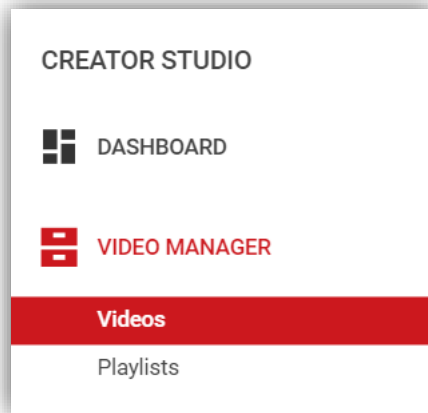 CREATOR STUDIO
DASHBOARD
VIDEO MANAGER
Videos
Playlists